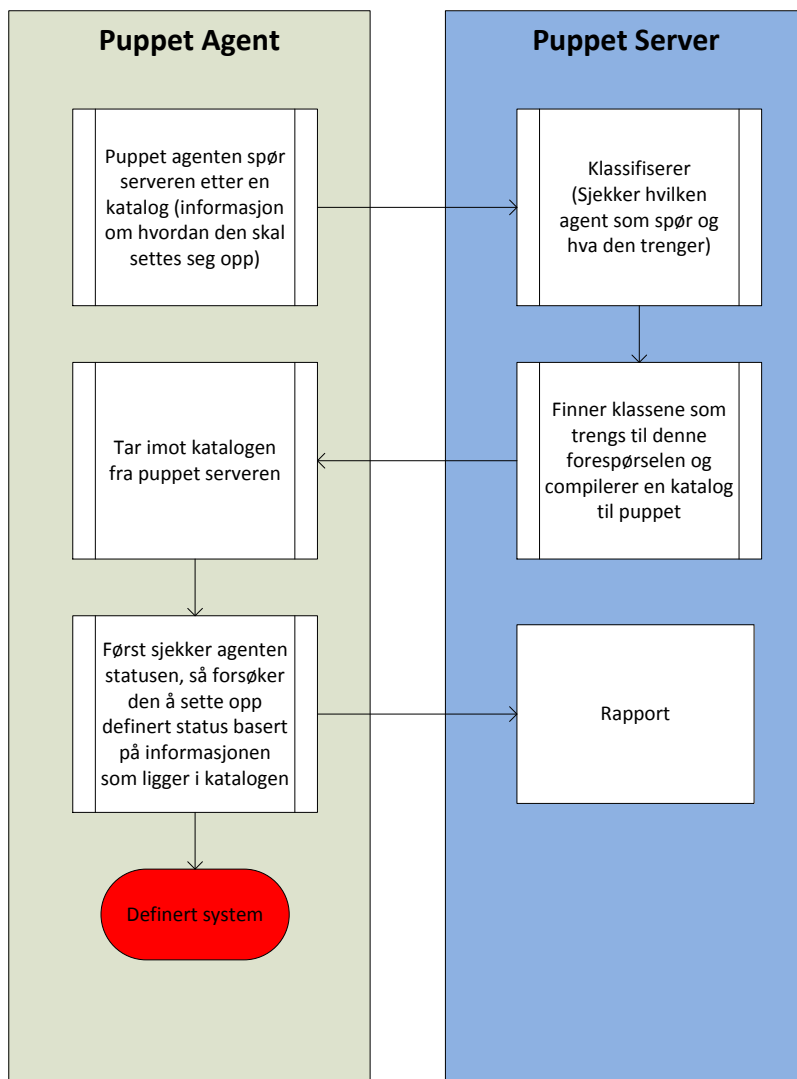 Puppet Agent
Puppet Server
Puppet agenten spør
serveren etter en
katalog (informasjon
om hvordan den skal
settes seg opp)
Klassifiserer
(Sjekker hvilken
agent som spør og
hva den trenger)
Tar imot katalogen
fra puppet serveren
Finner klassene som
trengs til denne
forespørselen og
compilerer en katalog
til puppet
Først sjekker agenten
statusen, så forsøker
den å sette opp
definert status basert
på informasjonen
som ligger i katalogen
Rapport
Definert system